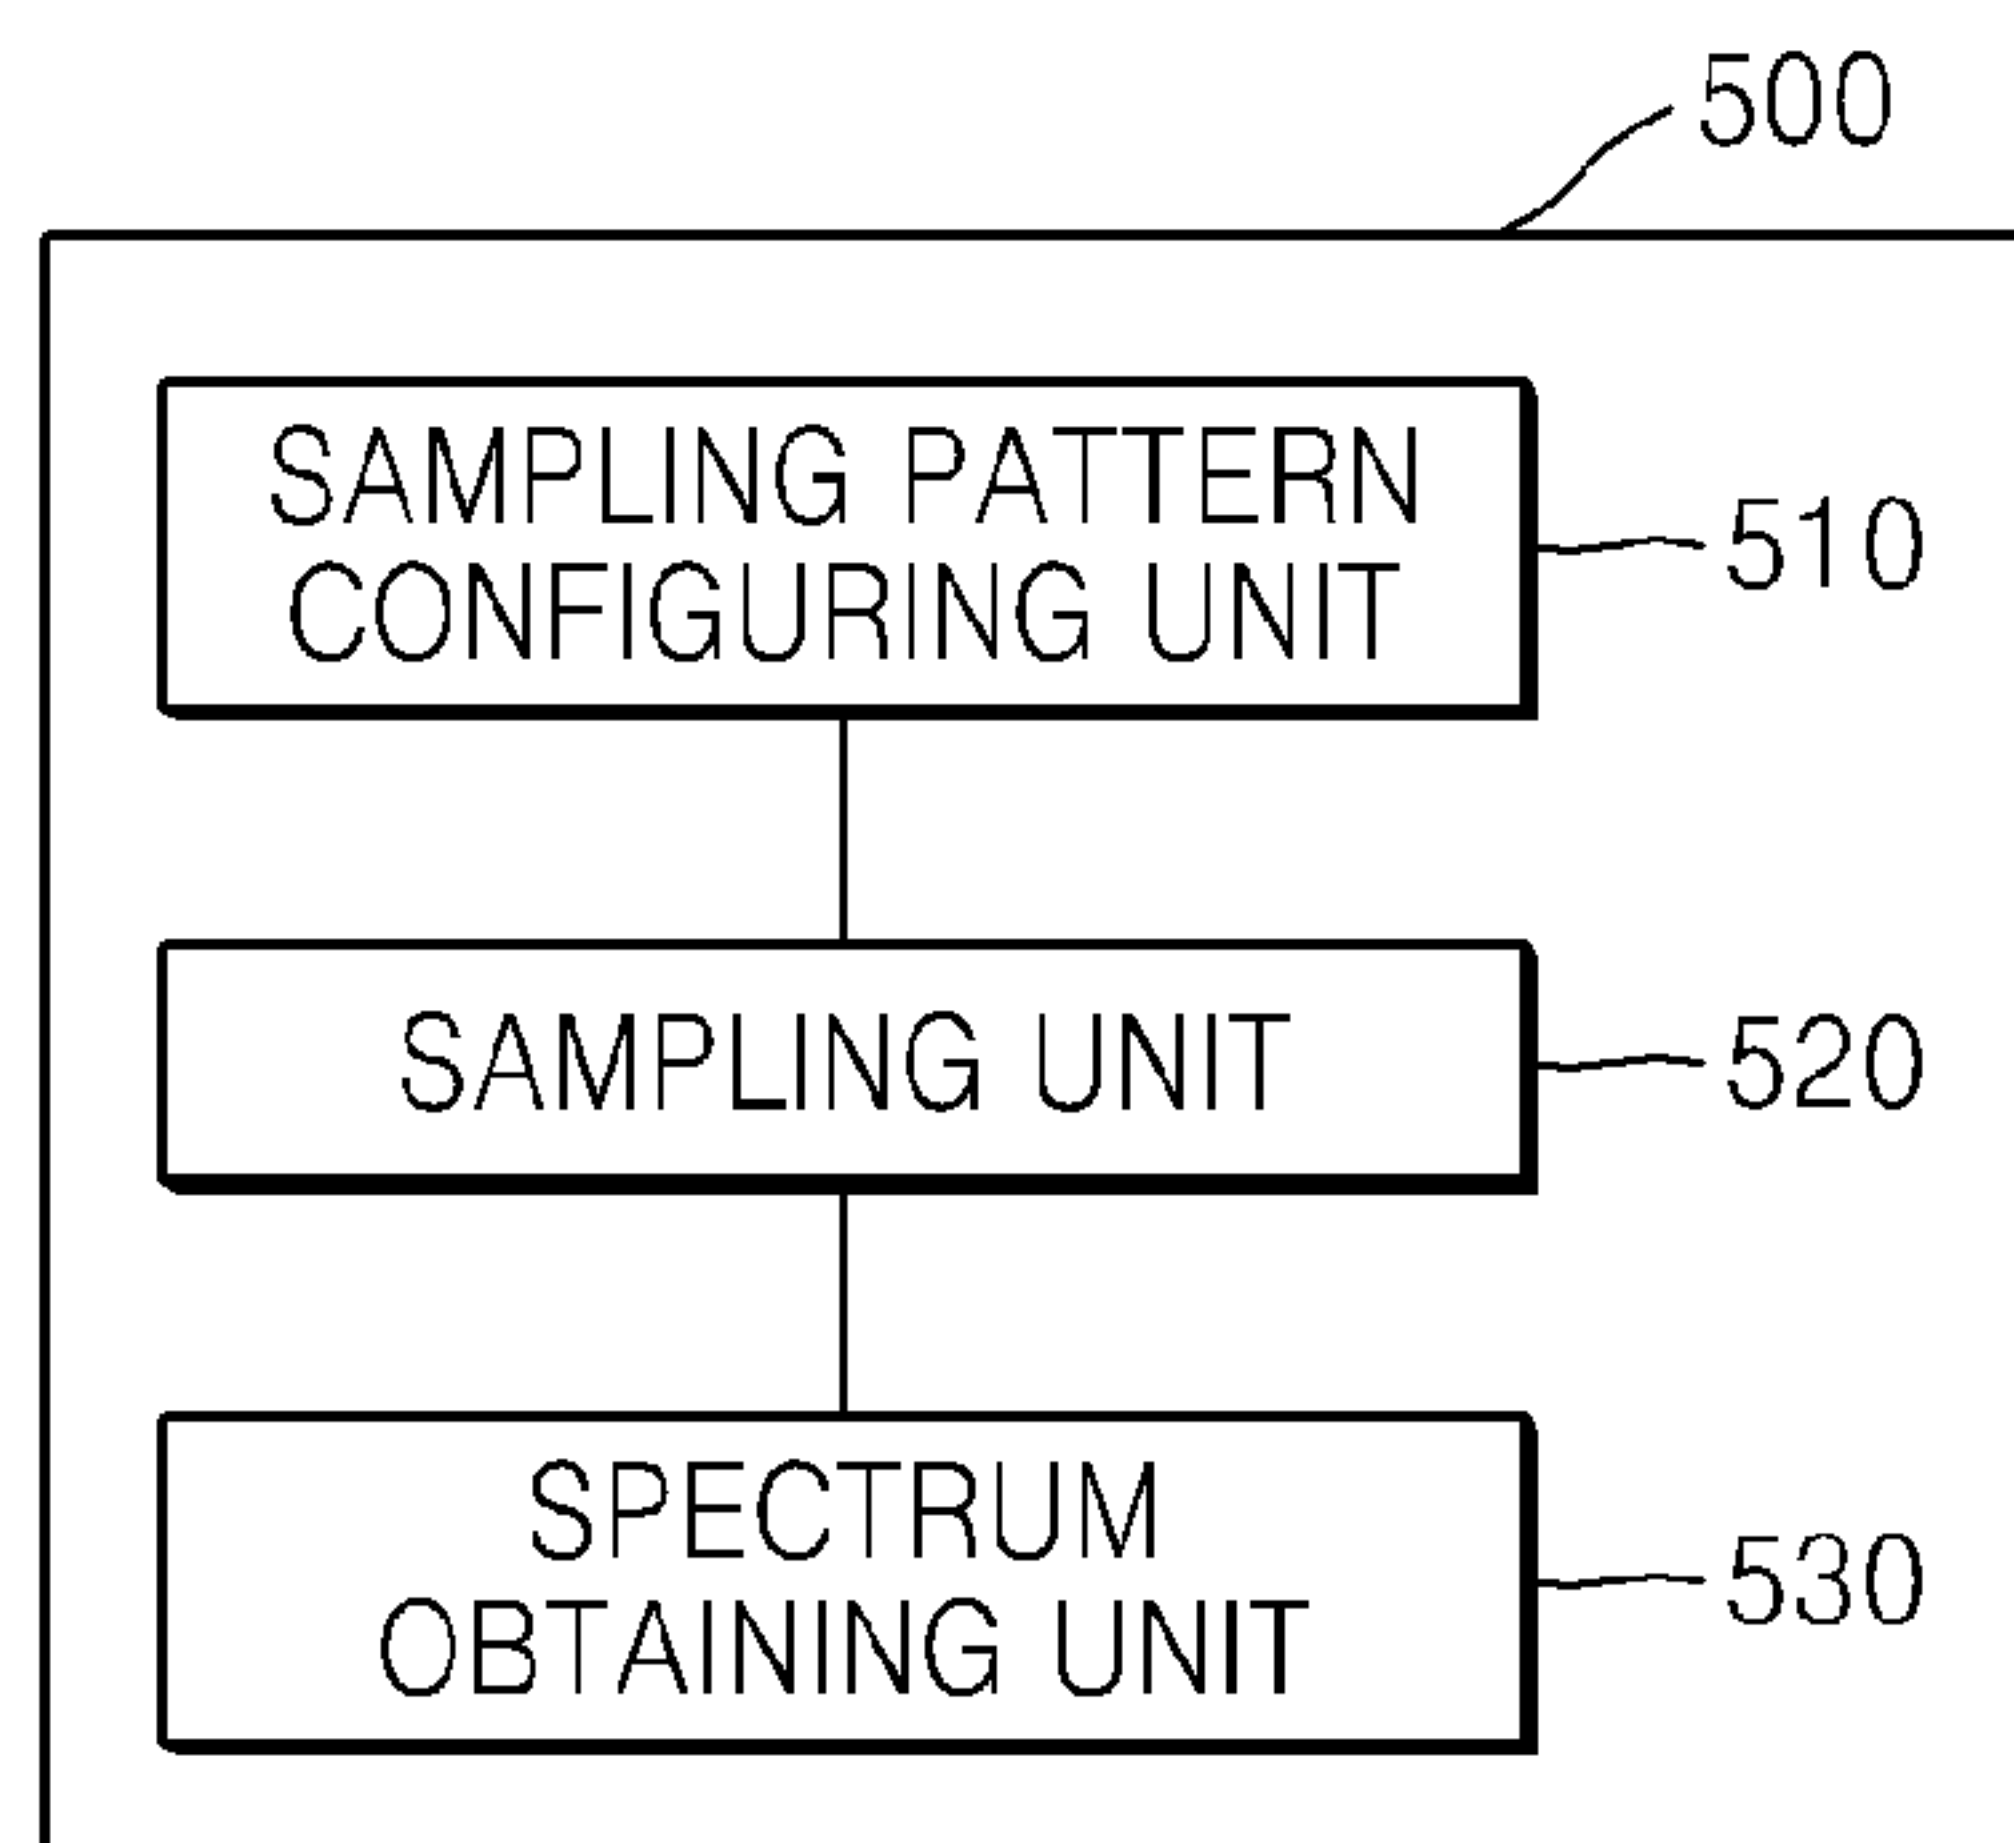 500
SAMPLING PATTERN
CONFIGURING UNIT
510
SAMPLING UNIT
520
SPECTRUM
OBTAINING UNIT
530